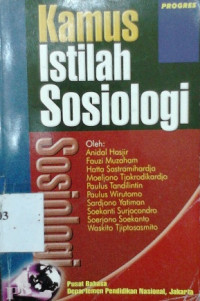 PROGRES
Kamus
Istilah
Sosiologi
Sosiologi
Oleh:
Anidal Hasjir
Fauzi Muzaham
Hatta Sastramihardja
Moeljono Tjokrodikardjo
Paulus Tandilintin
Paulus Wirutomo
Sardjono Yatiman
Soekanti Surjocondro
Soerjono Soekanto
Waskito Tjiptosasmito
03
Pusat Bahasa
Departemen Pendidikan Nasional, Jakarta